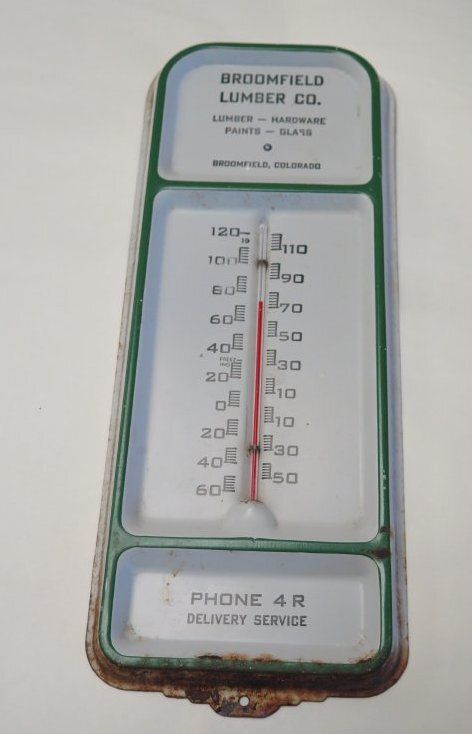 BROOMFIELD
LUMBER CO.
LUMBER — HARDWARE
PAINTS — GLASS
BROOMFIELD, COLORADO
120
110
100
90
80
70
60
50
40
30
20
10
0
10
20
30
40
50
60
PHONE 4 R
DELIVERY SERVICE